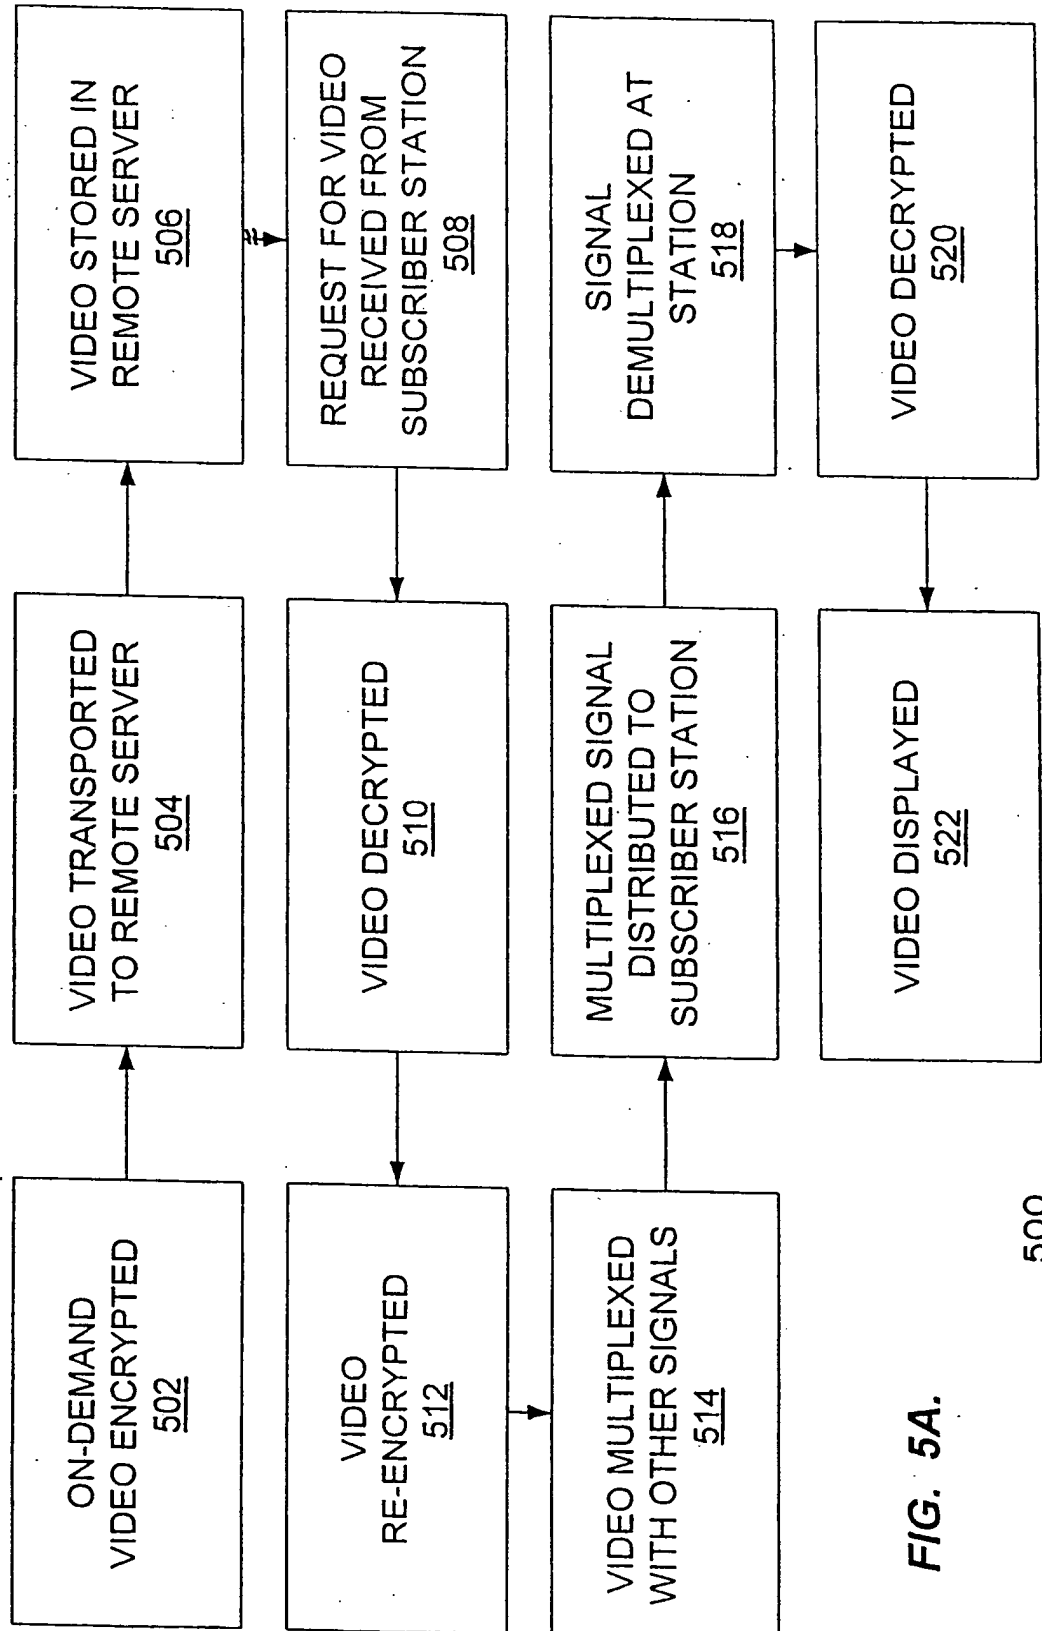 ON-DEMAND
VIDEO ENCRYPTED
502
VIDEO TRANSPORTED
TO REMOTE SERVER
504
VIDEO STORED IN
REMOTE SERVER
506
REQUEST FOR VIDEO
RECEIVED FROM
SUBSCRIBER STATION
508
VIDEO DECRYPTED
510
VIDEO
RE-ENCRYPTED
512
VIDEO MULTIPLEXED
WITH OTHER SIGNALS
514
MULTIPLEXED SIGNAL
DISTRIBUTED TO
SUBSCRIBER STATION
516
SIGNAL
DEMULTIPLEXED AT
STATION
518
VIDEO DECRYPTED
520
VIDEO DISPLAYED
522
FIG. 5A.
500